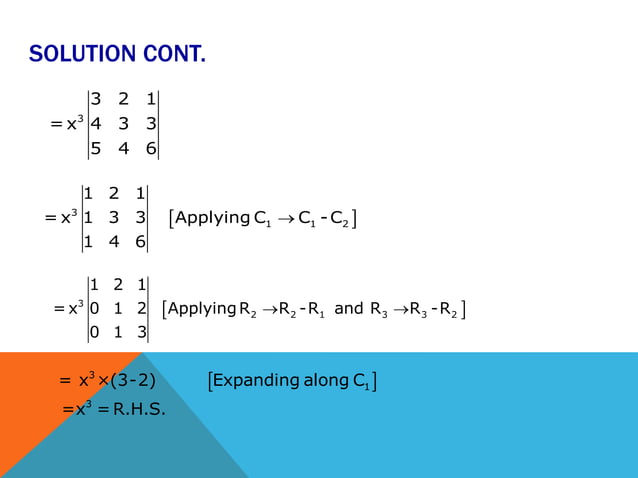 SOLUTION CONT.
3 2 1
= x³ 4 3 3
5 4 6
1 2 1
= x³ 1 3 3 [Applying C₁ → C₁ - C₂]
1 4 6
1 2 1
= x³ 0 1 2 [Applying R₂ → R₂ - R₁ and R₃ → R₃ - R₂]
0 1 3
= x³ × (3-2) [Expanding along C₁]
= x³ = R.H.S.